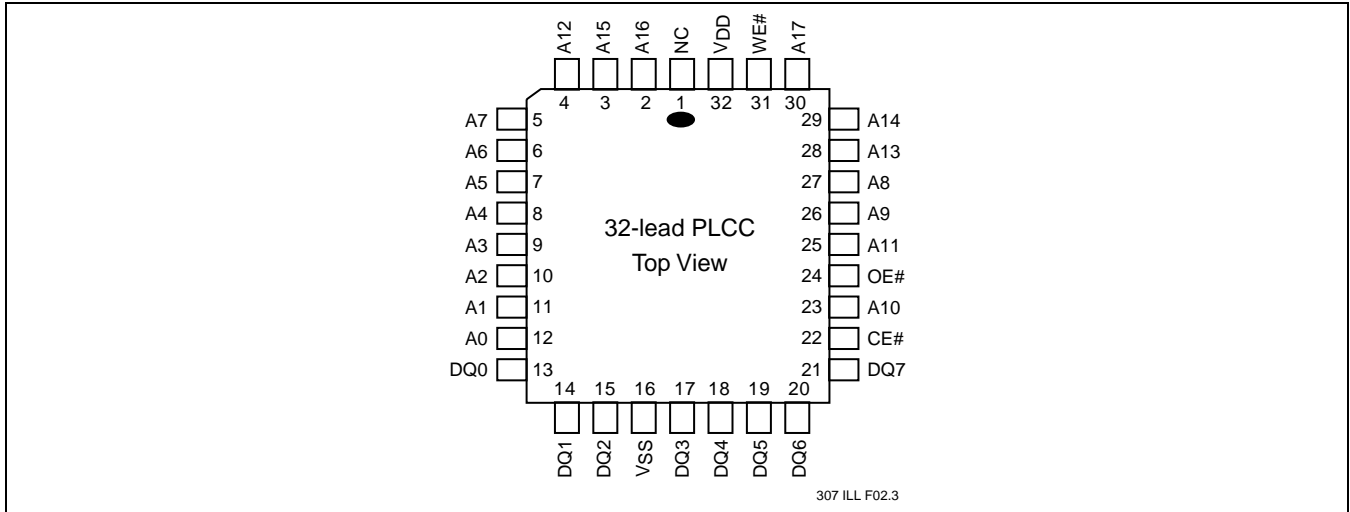 A12 A15 A16 NC VDD WE# A17
4 3 2 1 32 31 30
A7 5 29 A14
A6 6 28 A13
A5 7 27 A8
A4 8 26 A9
A3 9 25 A11
A2 10 24 OE#
A1 11 23 A10
A0 12 22 CE#
DQ0 13 21 DQ7
32-lead PLCC
Top View
14 15 16 17 18 19 20
DQ1 DQ2 VSS DQ3 DQ4 DQ5 DQ6
307 ILL F02.3